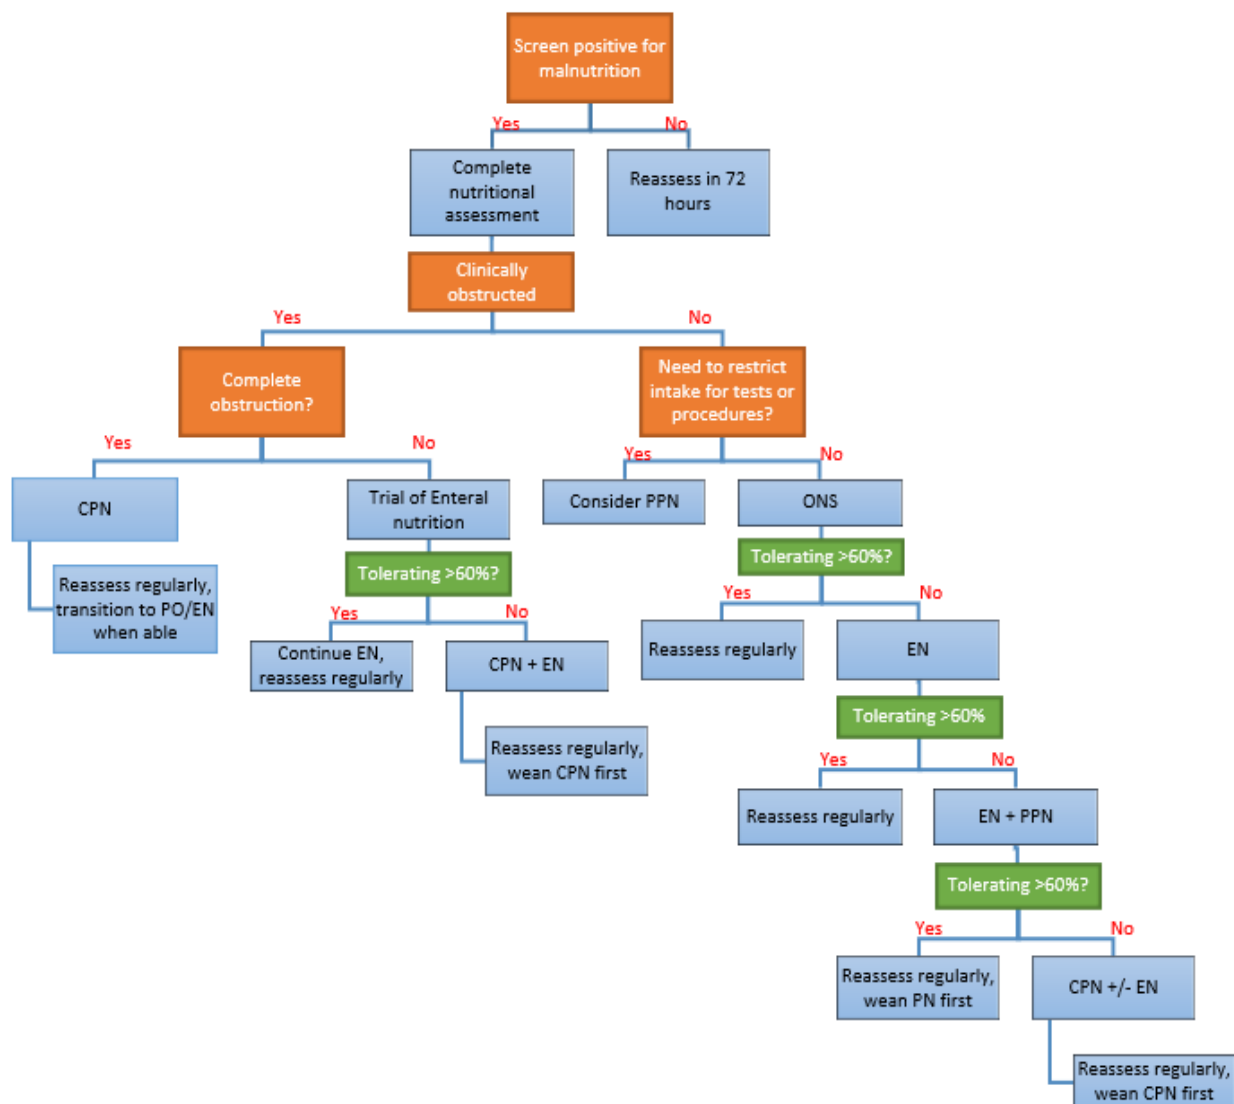 Screen positive for
malnutrition
Yes
No
Complete
nutritional
assessment
Reassess in 72
hours
Clinically
obstructed
Yes
No
Complete
obstruction?
Need to restrict
intake for tests or
procedures?
Yes
No
Yes
No
CPN
Trial of Enteral
nutrition
Consider PPN
ONS
Tolerating >60%?
Tolerating >60%?
Reassess regularly,
transition to PO/EN
when able
Yes
No
Yes
No
Continue EN,
reassess regularly
CPN + EN
Reassess regularly
EN
Tolerating >60%
Reassess regularly,
wean CPN first
Yes
No
Reassess regularly
EN + PPN
Tolerating >60%?
Yes
No
Reassess regularly,
wean PN first
CPN +/- EN
Reassess regularly,
wean CPN first